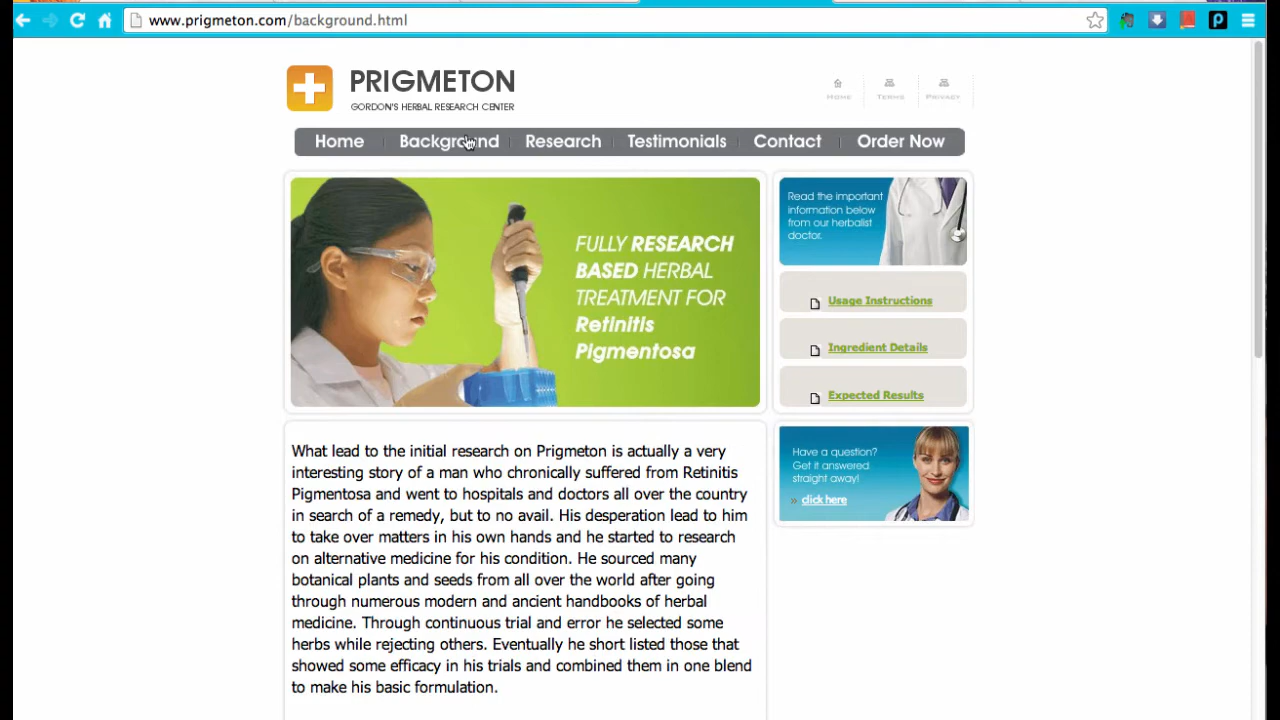 www.prigmeton.com/background.html
PRIGMETON
GORDON'S HERBAL RESEARCH CENTER
HOME
TERMS
PRIVACY
Home
Background
Research
Testimonials
Contact
Order Now
FULLY RESEARCH
BASED HERBAL
TREATMENT FOR
Retinitis
Pigmentosa
Read the important
information below
from our herbalist
doctor.
Usage Instructions
Ingredient Details
Expected Results
Have a question?
Get it answered
straight away!
» click here
What lead to the initial research on Prigmeton is actually a very
interesting story of a man who chronically suffered from Retinitis
Pigmentosa and went to hospitals and doctors all over the country
in search of a remedy, but to no avail. His desperation lead to him
to take over matters in his own hands and he started to research
on alternative medicine for his condition. He sourced many
botanical plants and seeds from all over the world after going
through numerous modern and ancient handbooks of herbal
medicine. Through continuous trial and error he selected some
herbs while rejecting others. Eventually he short listed those that
showed some efficacy in his trials and combined them in one blend
to make his basic formulation.